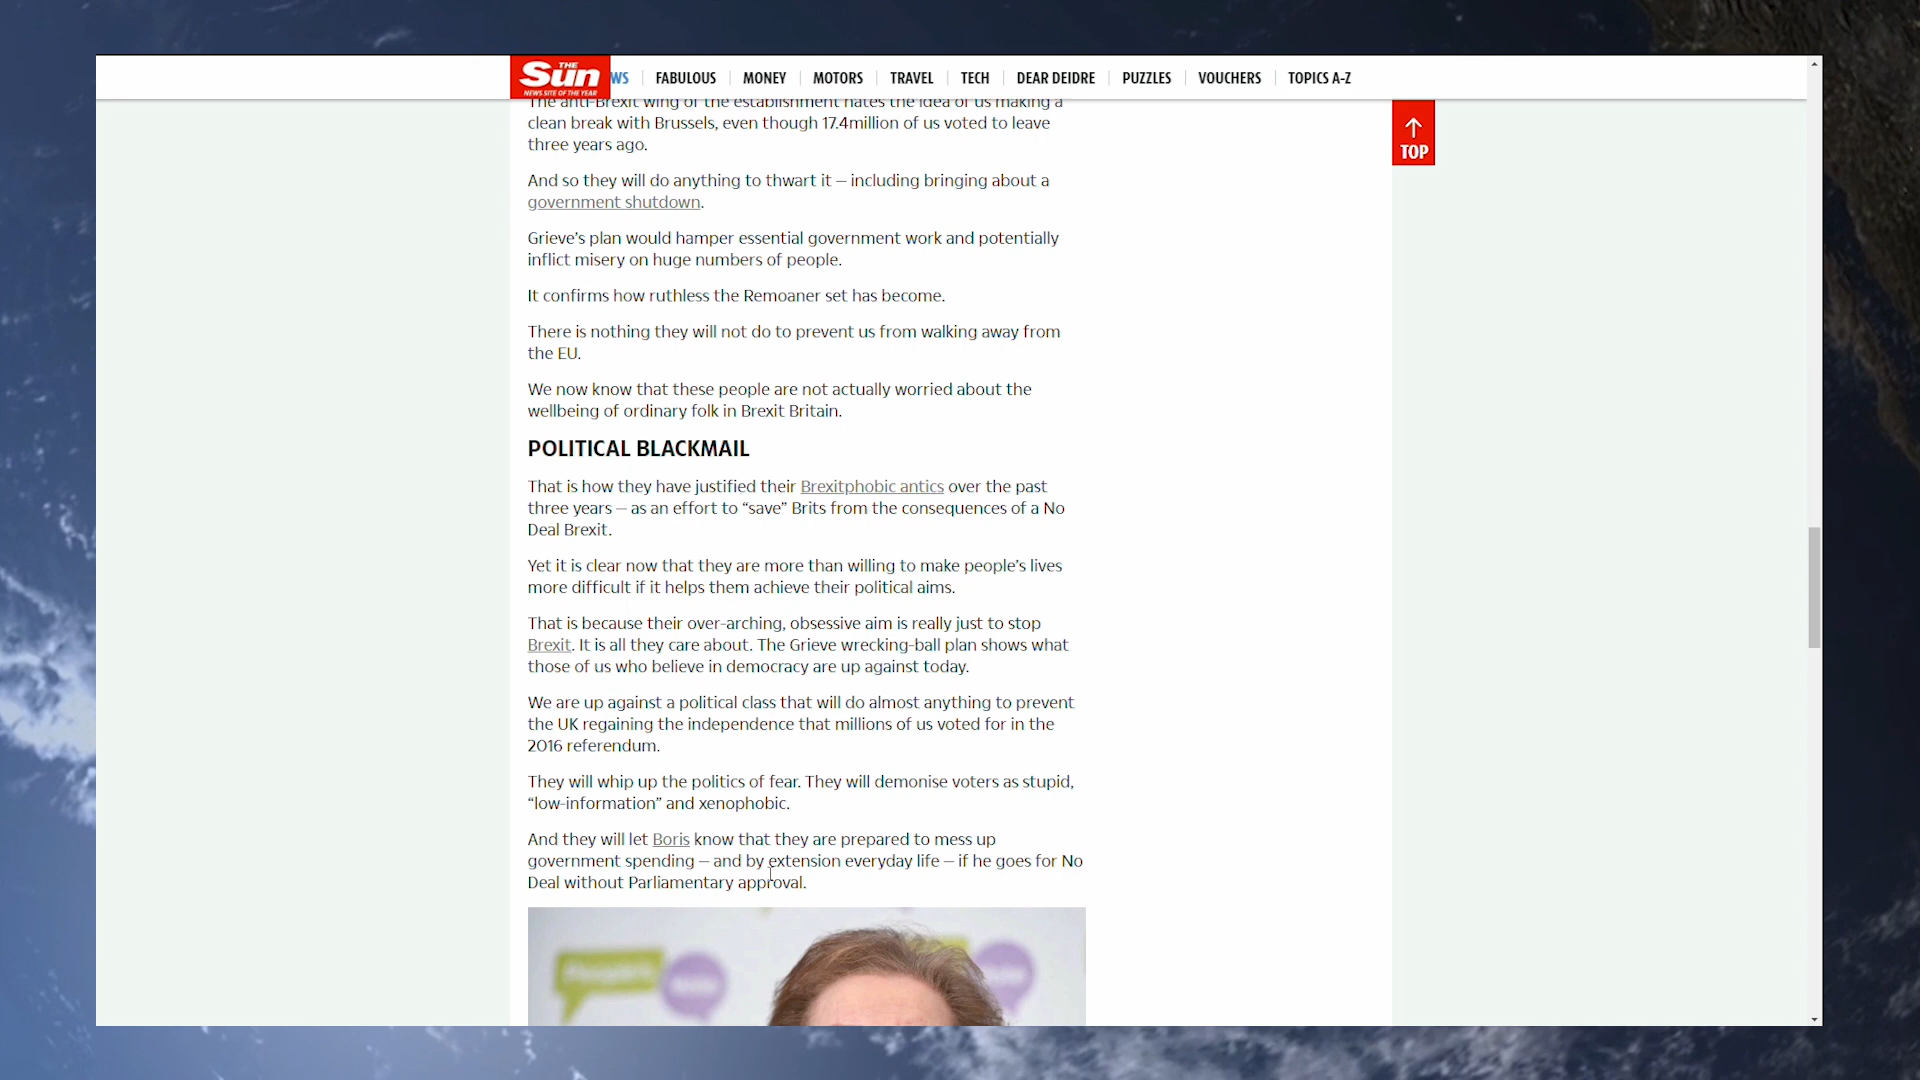 THE
Sun
NEWS SITE OF THE YEAR
WS
FABULOUS
MONEY
MOTORS
TRAVEL
TECH
DEAR DEIDRE
PUZZLES
VOUCHERS
TOPICS A-Z
TOP
The anti-Brexit wing of the establishment hates the idea of us making a
clean break with Brussels, even though 17.4million of us voted to leave
three years ago.
And so they will do anything to thwart it – including bringing about a
government shutdown.
Grieve’s plan would hamper essential government work and potentially
inflict misery on huge numbers of people.
It confirms how ruthless the Remoaner set has become.
There is nothing they will not do to prevent us from walking away from
the EU.
We now know that these people are not actually worried about the
wellbeing of ordinary folk in Brexit Britain.
POLITICAL BLACKMAIL
That is how they have justified their Brexitphobic antics over the past
three years – as an effort to “save” Brits from the consequences of a No
Deal Brexit.
Yet it is clear now that they are more than willing to make people’s lives
more difficult if it helps them achieve their political aims.
That is because their over-arching, obsessive aim is really just to stop
Brexit. It is all they care about. The Grieve wrecking-ball plan shows what
those of us who believe in democracy are up against today.
We are up against a political class that will do almost anything to prevent
the UK regaining the independence that millions of us voted for in the
2016 referendum.
They will whip up the politics of fear. They will demonise voters as stupid,
“low-information” and xenophobic.
And they will let Boris know that they are prepared to mess up
government spending – and by extension everyday life – if he goes for No
Deal without Parliamentary approval.